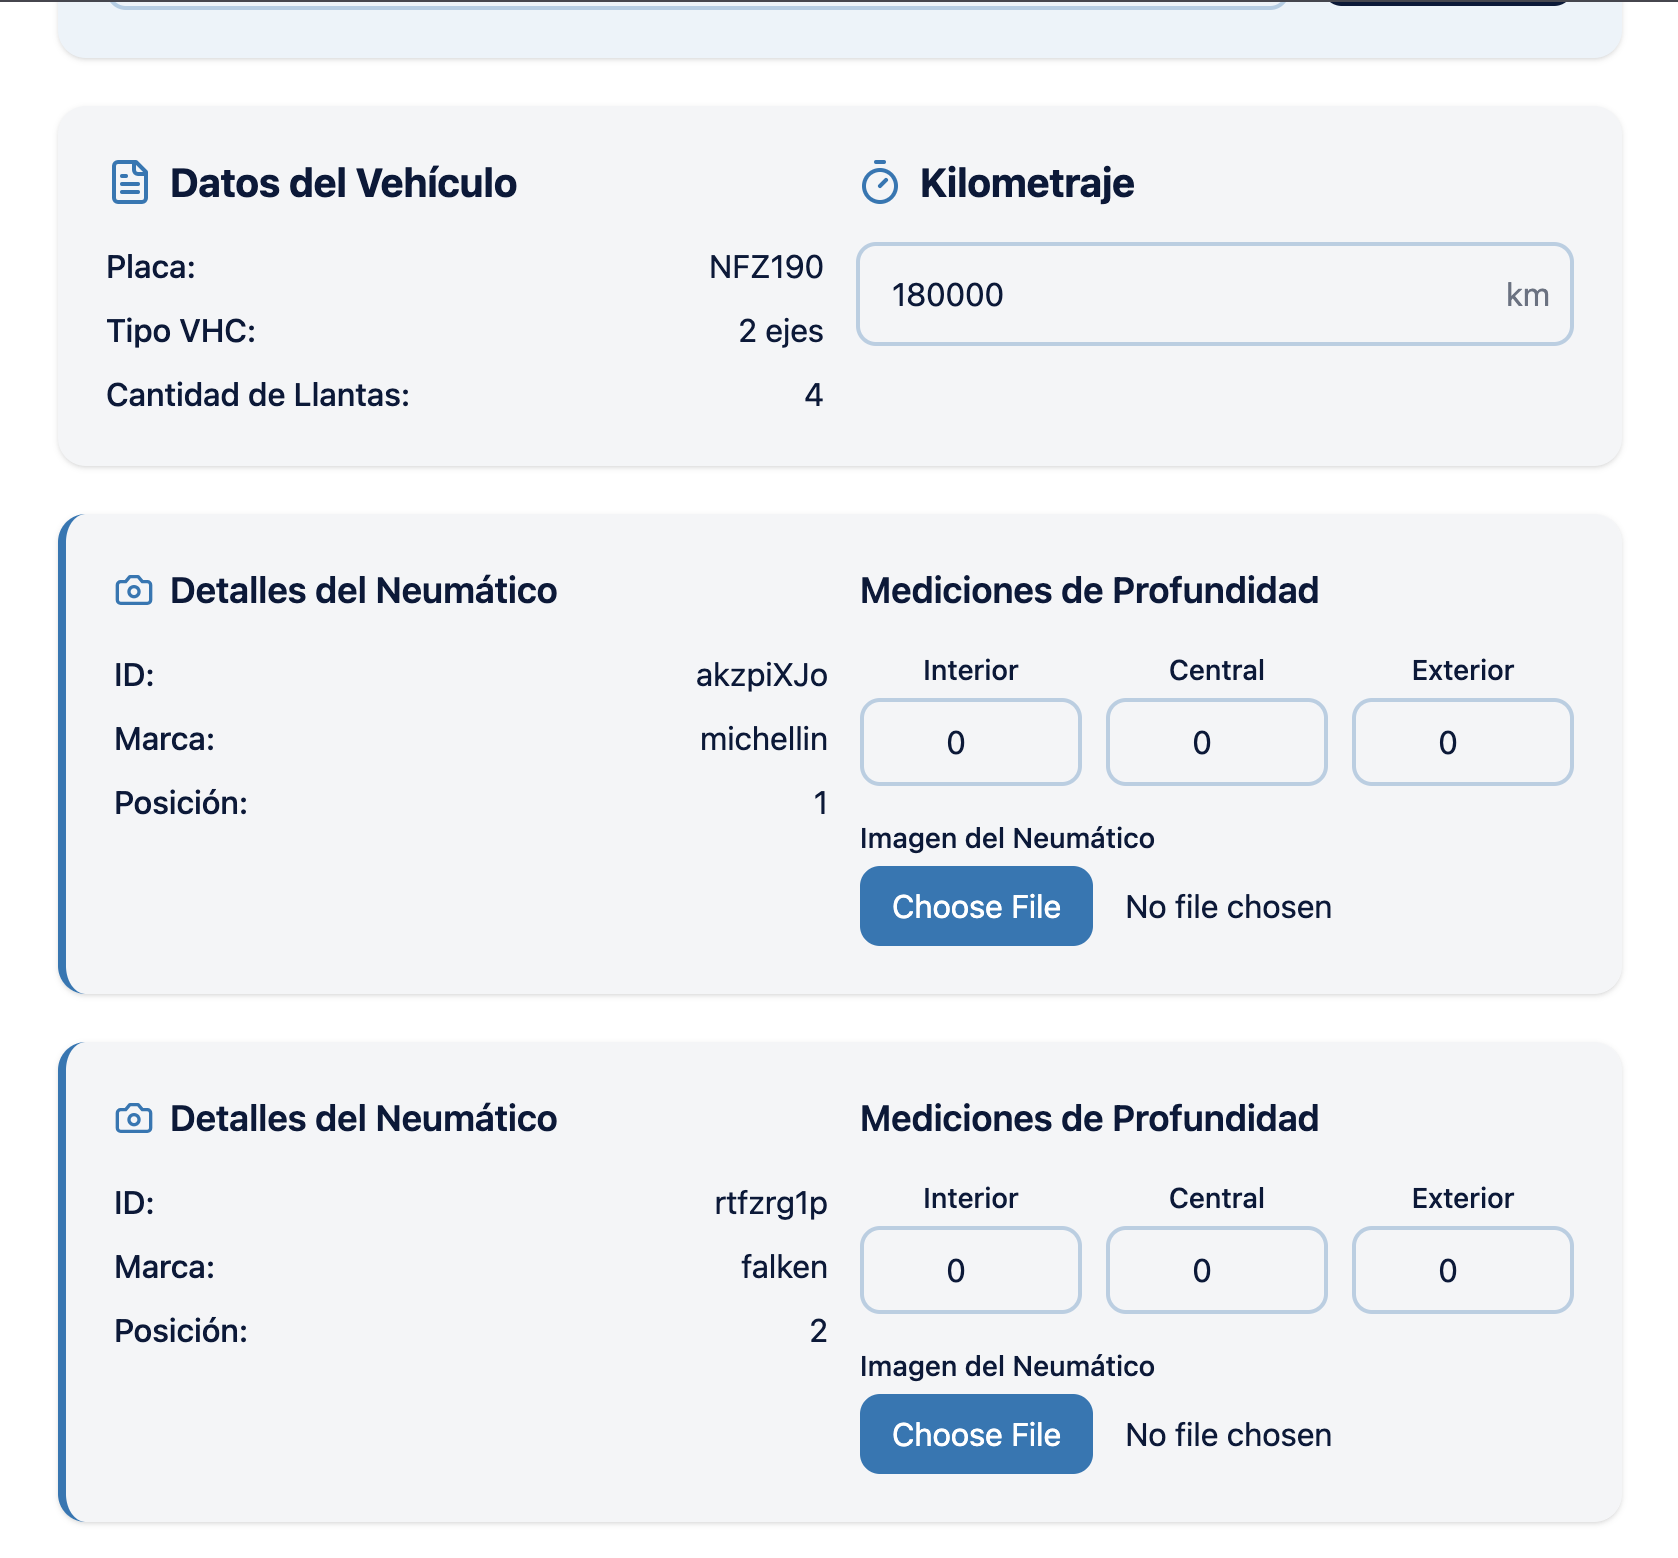 Datos del Vehículo
Placa: NFZ190
Tipo VHC: 2 ejes
Cantidad de Llantas: 4
Kilometraje
180000 km
Detalles del Neumático
ID: akzpiXJo
Marca: michellin
Posición: 1
Mediciones de Profundidad
Interior Central Exterior
0 0 0
Imagen del Neumático
Choose File No file chosen
Detalles del Neumático
ID: rtfzrg1p
Marca: falken
Posición: 2
Mediciones de Profundidad
Interior Central Exterior
0 0 0
Imagen del Neumático
Choose File No file chosen